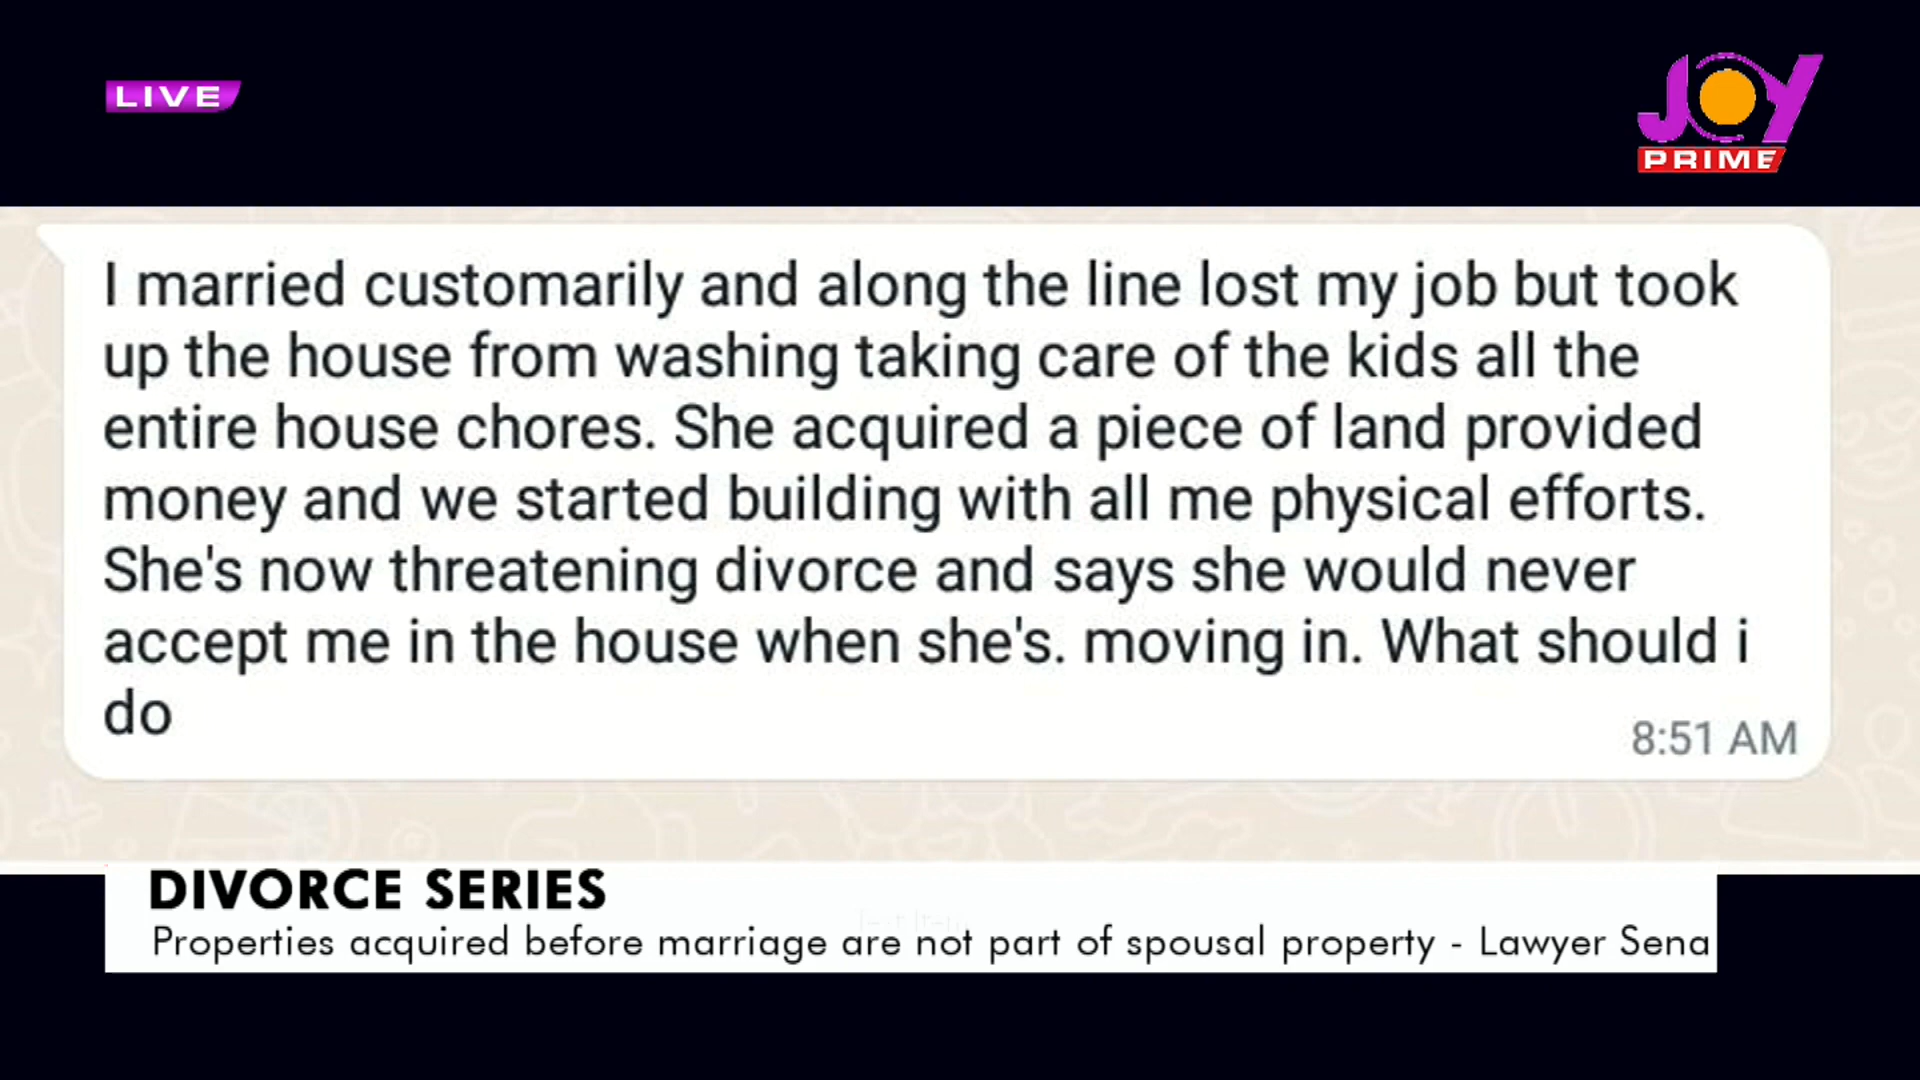 LIVE
JOY
PRIME
I married customarily and along the line lost my job but took
up the house from washing taking care of the kids all the
entire house chores. She acquired a piece of land provided
money and we started building with all me physical efforts.
She's now threatening divorce and says she would never
accept me in the house when she's. moving in. What should i
do
8:51 AM
DIVORCE SERIES
Properties acquired before marriage are not part of spousal property - Lawyer Sena